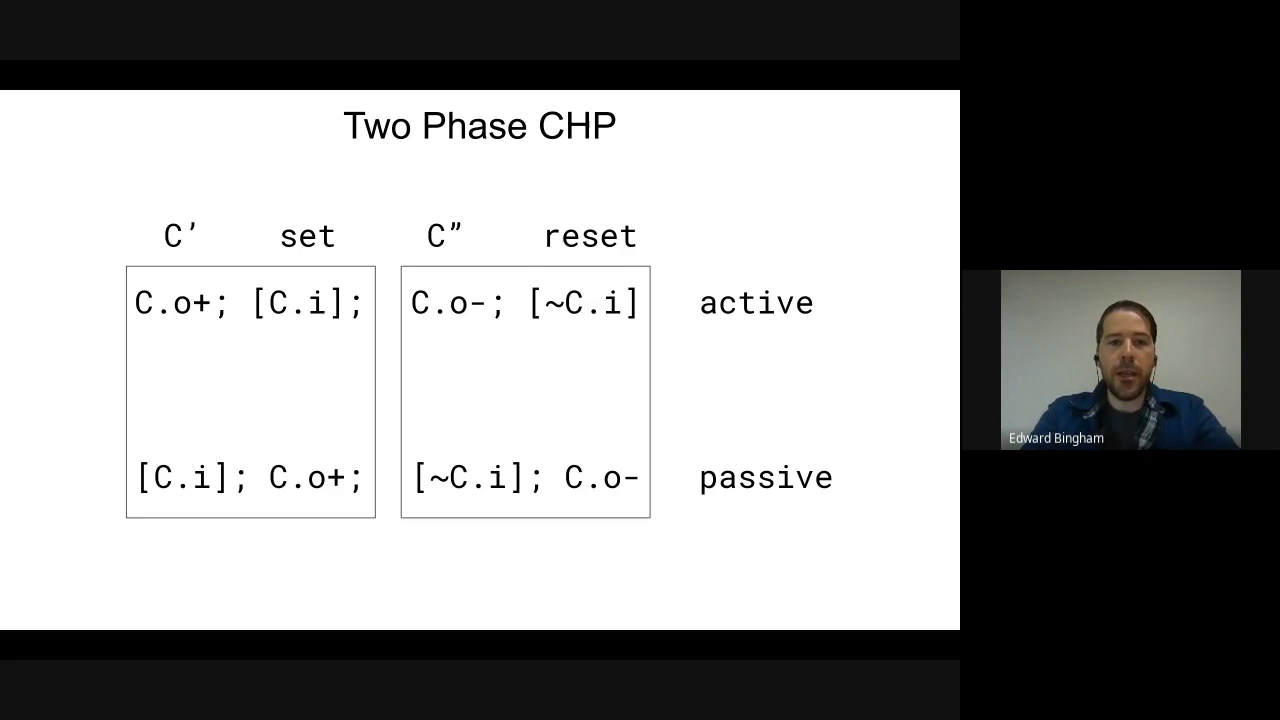 Two Phase CHP
C’ set C” reset
C.o+; [C.i]; C.o-; [~C.i] active
[C.i]; C.o+; [~C.i]; C.o- passive
Edward Bingham